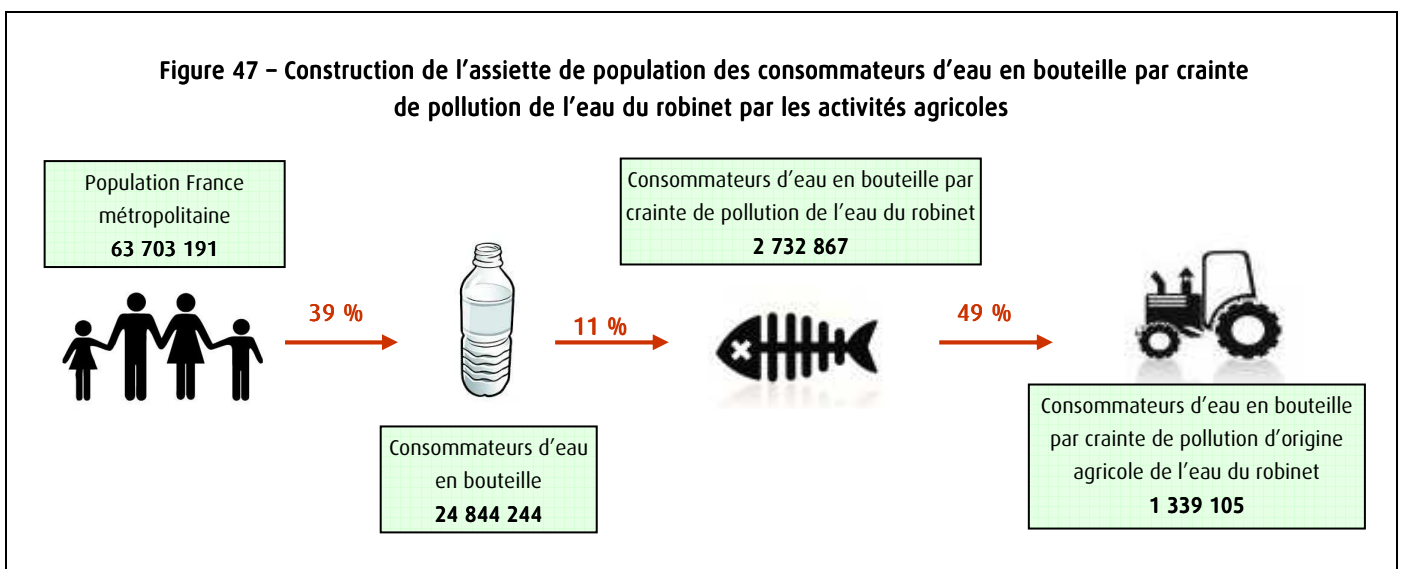 Figure 47 – Construction de l’assiette de population des consommateurs d’eau en bouteille par crainte
de pollution de l’eau du robinet par les activités agricoles
Population France
métropolitaine
63 703 191
39 %
Consommateurs d’eau
en bouteille
24 844 244
11 %
Consommateurs d’eau en bouteille par
crainte de pollution de l’eau du robinet
2 732 867
49 %
Consommateurs d’eau en bouteille
par crainte de pollution d’origine
agricole de l’eau du robinet
1 339 105